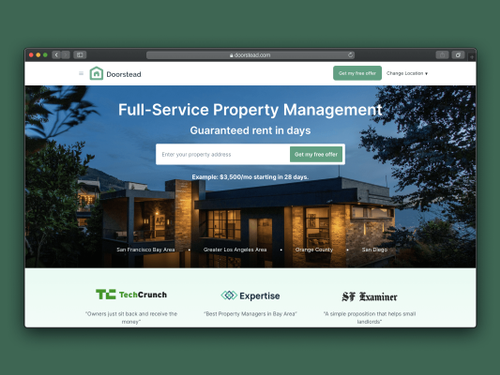 doorstead.com
Doorstead
Get my free offer
Change Location
Full-Service Property Management
Guaranteed rent in days
Enter your property address
Get my free offer
Example: $3,500/mo starting in 28 days.
San Francisco Bay Area • Greater Los Angeles Area • Orange County • San Diego
TC TechCrunch
Expertise
SF Examiner
"Owners just sit back and receive the
money"
"Best Property Managers in Bay Area"
"A simple proposition that helps small
landlords"